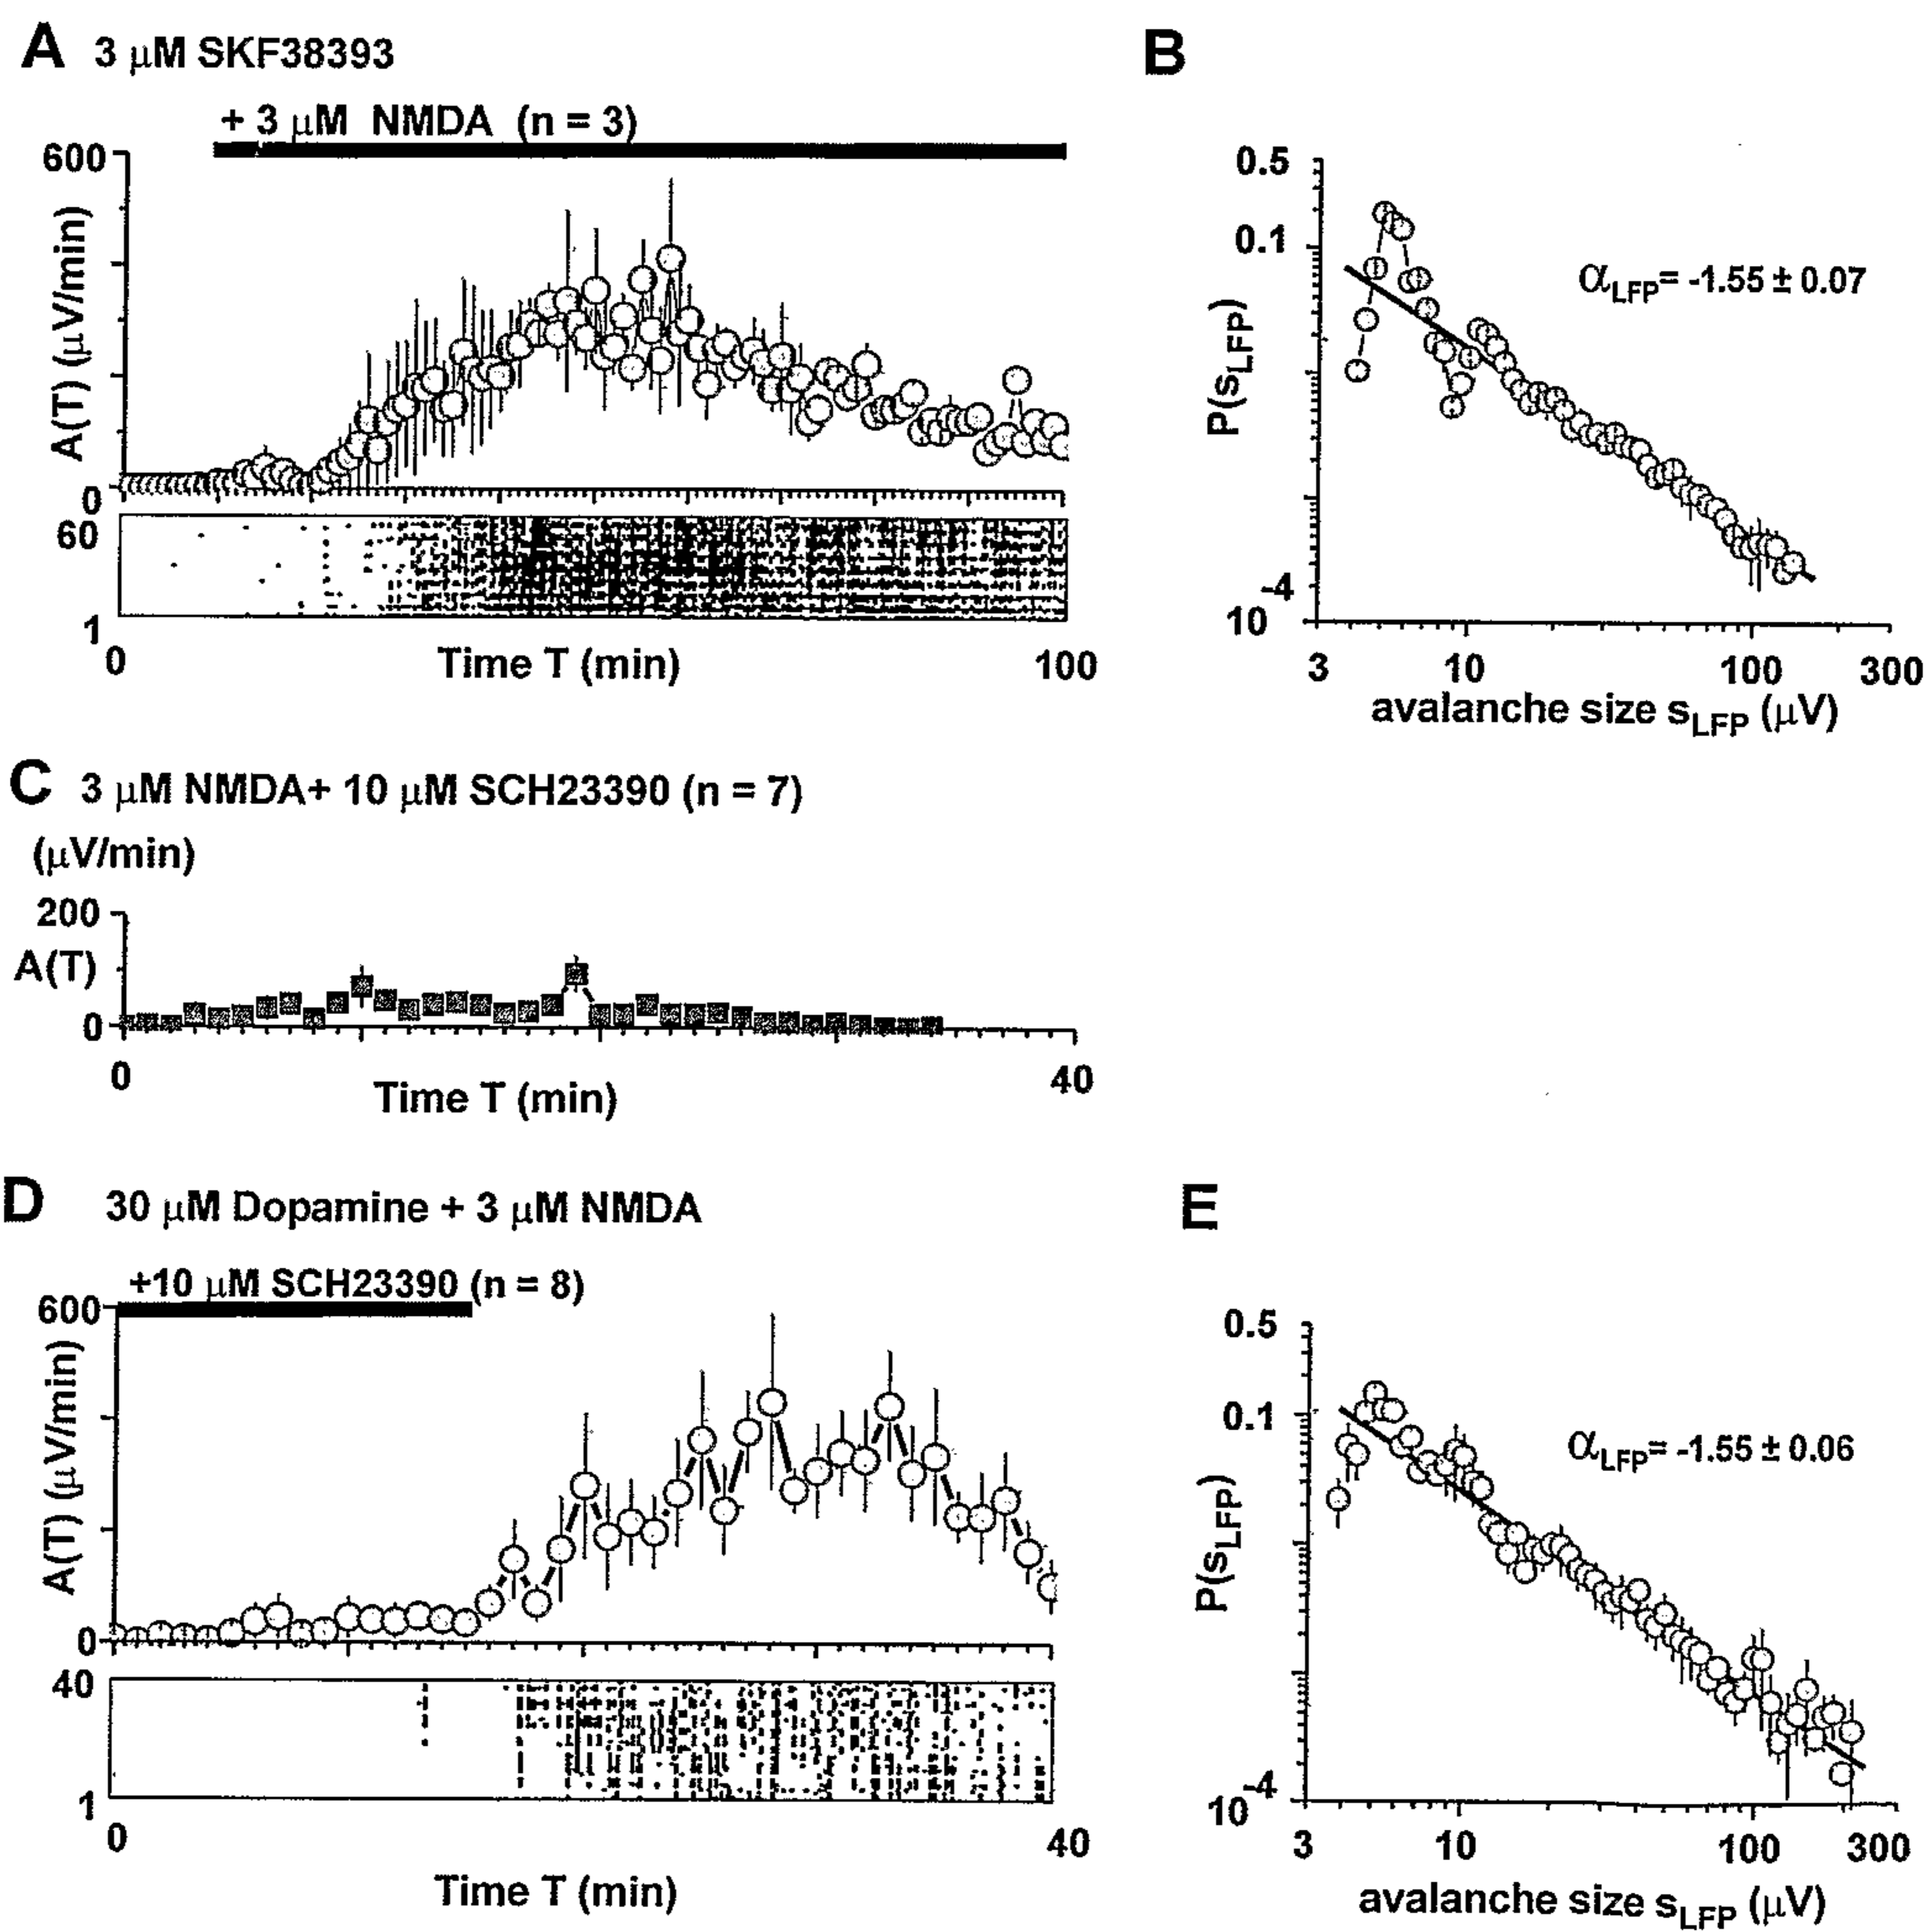 A 3 μM SKF38393
+ 3 μM NMDA (n = 3)
600
A(T) (μV/min)
0
60
1
0
Time T (min)
100
B
0.5
0.1
P(sLFP)
10-4
αLFP= -1.55 ± 0.07
3
10
100
300
avalanche size sLFP (μV)
C 3 μM NMDA+ 10 μM SCH23390 (n = 7)
(μV/min)
200
A(T)
0
0
40
Time T (min)
D 30 μM Dopamine + 3 μM NMDA
+10 μM SCH23390 (n = 8)
600
A(T) (μV/min)
0
40
1
0
40
Time T (min)
E
0.5
0.1
P(sLFP)
10-4
αLFP= -1.55 ± 0.06
3
10
100
300
avalanche size sLFP (μV)